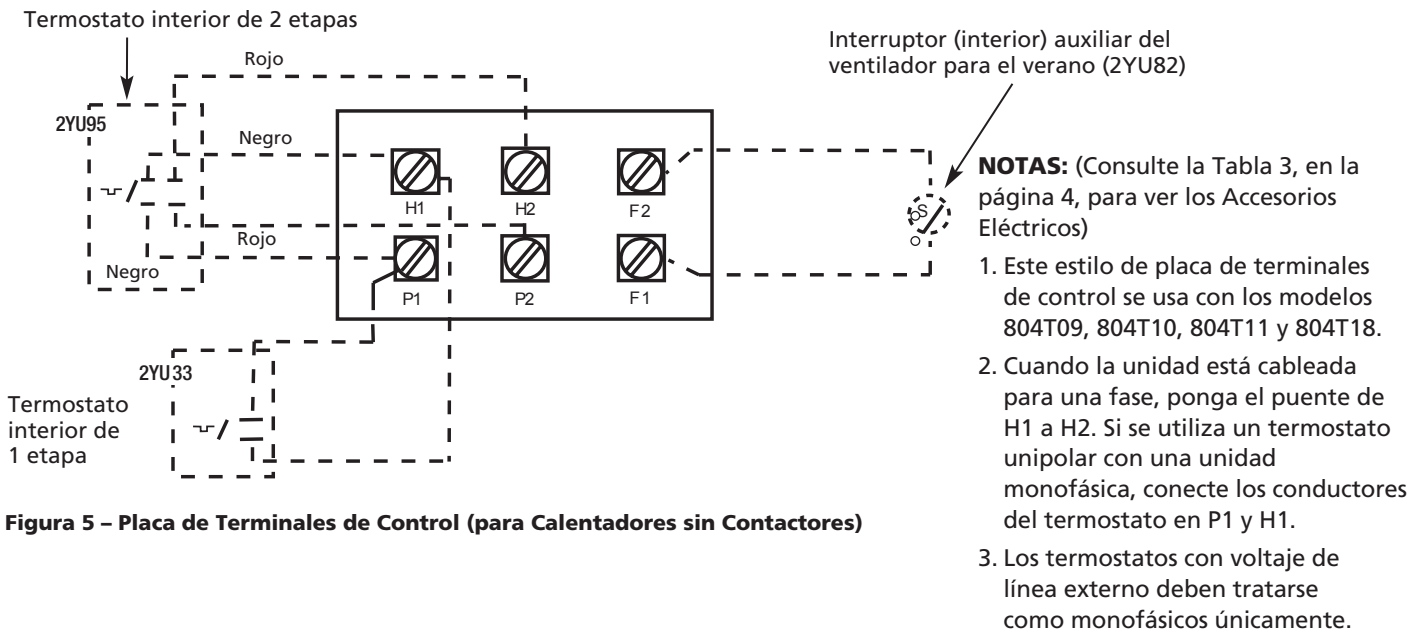 Termostato interior de 2 etapas
Rojo
2YU95
Negro
Rojo
Negro
H1
H2
F2
P1
P2
F1
2YU33
Termostato
interior de
1 etapa
Interruptor (interior) auxiliar del
ventilador para el verano (2YU82)
S
NOTAS: (Consulte la Tabla 3, en la
página 4, para ver los Accesorios
Eléctricos)
1. Este estilo de placa de terminales
de control se usa con los modelos
804T09, 804T10, 804T11 y 804T18.
2. Cuando la unidad está cableada
para una fase, ponga el puente de
H1 a H2. Si se utiliza un termostato
unipolar con una unidad
monofásica, conecte los conductores
del termostato en P1 y H1.
3. Los termostatos con voltaje de
línea externo deben tratarse
como monofásicos únicamente.
Figura 5 – Placa de Terminales de Control (para Calentadores sin Contactores)